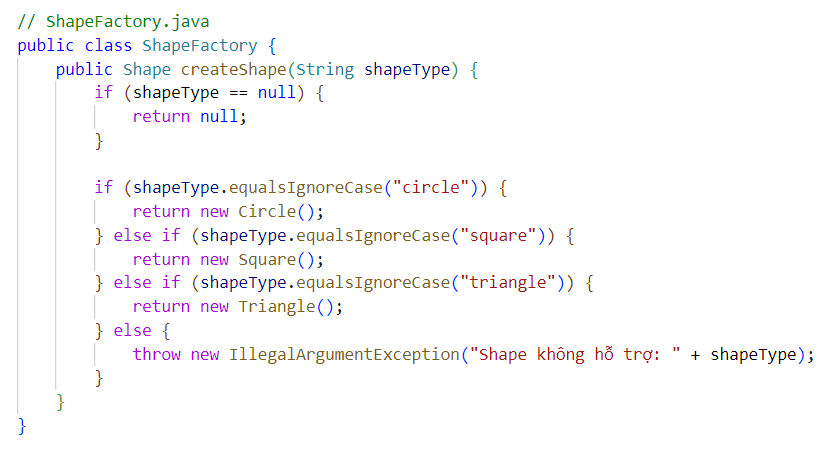 // ShapeFactory.java
public class ShapeFactory {
    public Shape createShape(String shapeType) {
        if (shapeType == null) {
            return null;
        }

        if (shapeType.equalsIgnoreCase("circle")) {
            return new Circle();
        } else if (shapeType.equalsIgnoreCase("square")) {
            return new Square();
        } else if (shapeType.equalsIgnoreCase("triangle")) {
            return new Triangle();
        } else {
            throw new IllegalArgumentException("Shape không hỗ trợ: " + shapeType);
        }
    }
}